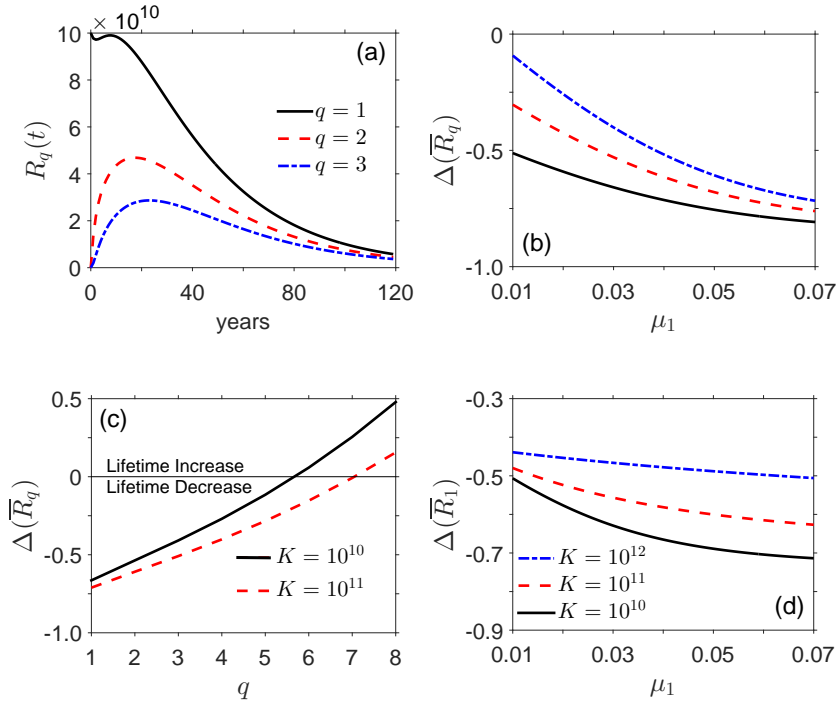 × 10^10
10
8
6
4
2
0
0 40 80 120
years
R_q(t)
(a)
q = 1
q = 2
q = 3
0
-0.5
-1.0
0.01 0.03 0.05 0.07
μ_1
Δ(R̅_q)
(b)
0.5
0
-0.5
-1.0
1 2 3 4 5 6 7 8
q
Δ(R̅_q)
(c)
Lifetime Increase
Lifetime Decrease
K = 10^10
K = 10^11
-0.3
-0.5
-0.7
-0.9
0.01 0.03 0.05 0.07
μ_1
Δ(R̅_1)
K = 10^12
K = 10^11
K = 10^10
(d)